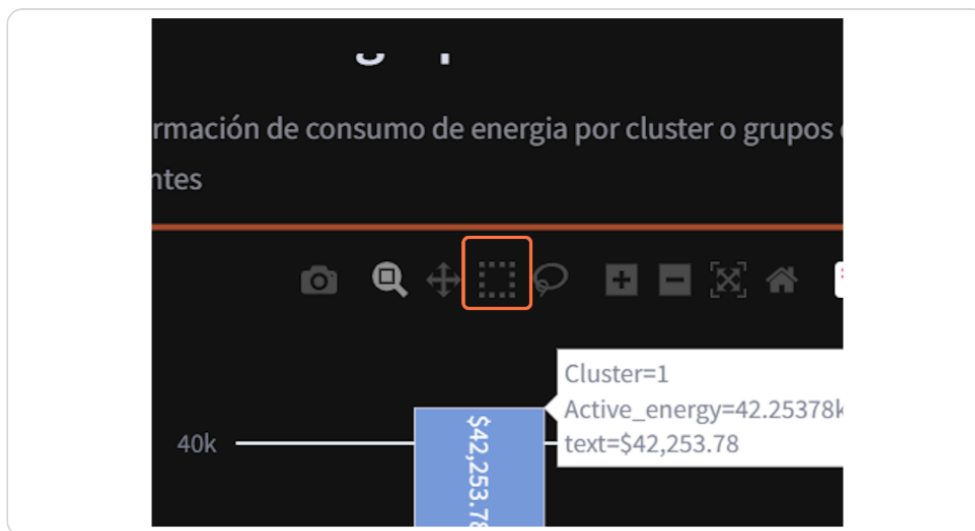 rmación de consumo de energia por cluster o grupos
ntes
Cluster=1
Active_energy=42.25378k
text=$42,253.78
40k
$42,253.78